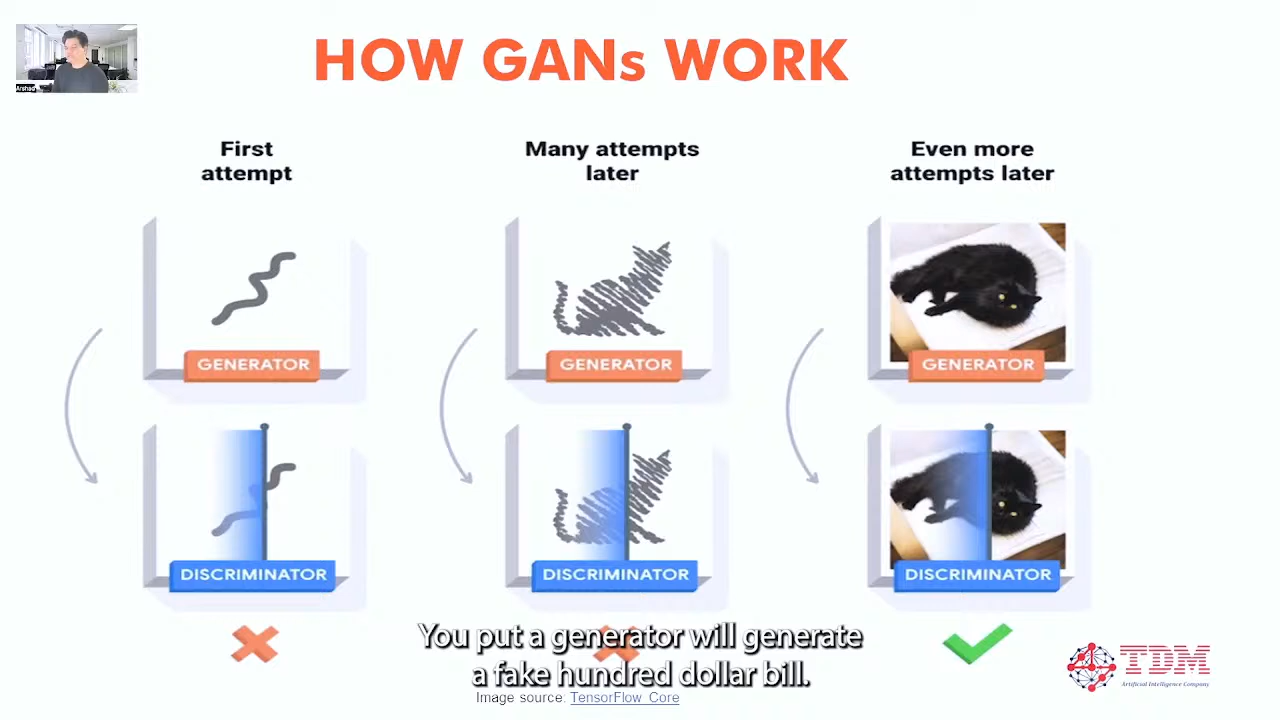 Arshad
HOW GANs WORK
First
attempt
Many attempts
later
Even more
attempts later
GENERATOR
GENERATOR
GENERATOR
DISCRIMINATOR
DISCRIMINATOR
DISCRIMINATOR
You put a generator will generate
a fake hundred dollar bill.
Image source: TensorFlow Core
TDM
Artificial Intelligence Company